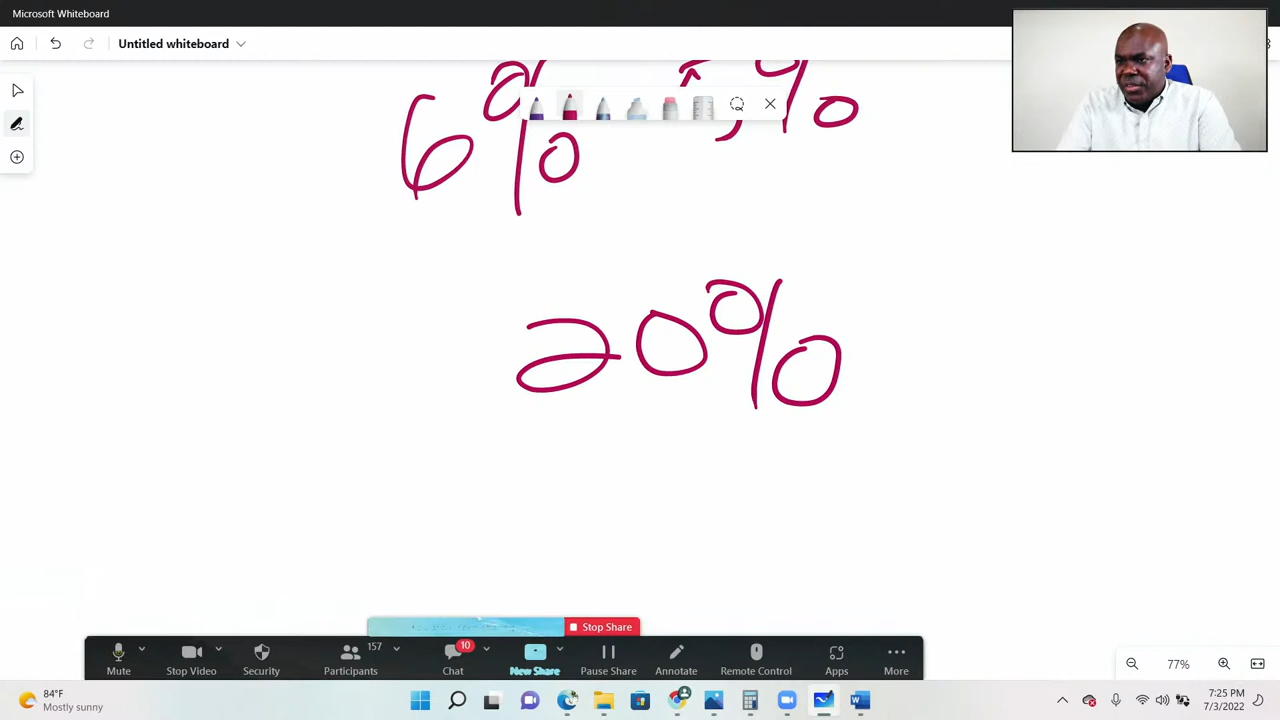 Microsoft Whiteboard
Untitled whiteboard
6%
%
20%
Stop Share
157
10
Mute
Stop Video
Security
Participants
Chat
New Share
Pause Share
Annotate
Remote Control
Apps
More
77%
84°F
Mostly sunny
7:25 PM
7/3/2022